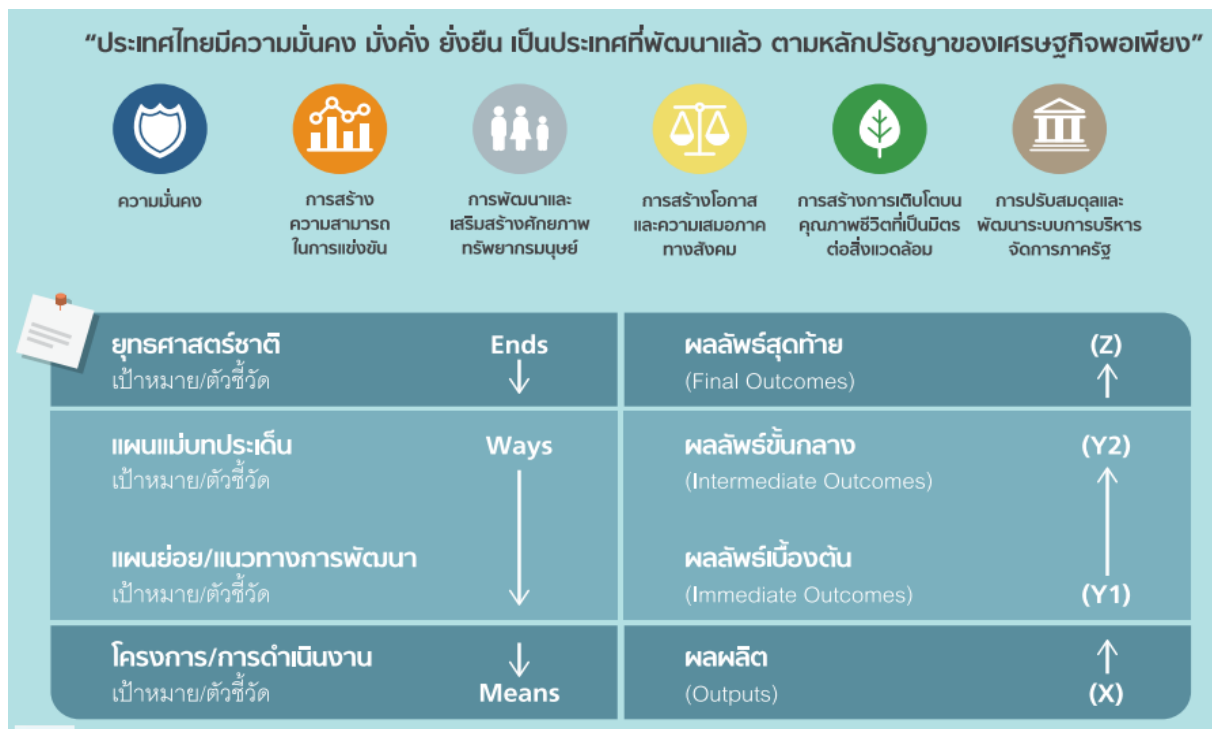 “ประเทศไทยมีความมั่นคง มั่งคั่ง ยั่งยืน เป็นประเทศที่พัฒนาแล้ว ตามหลักปรัชญาของเศรษฐกิจพอเพียง”
ความมั่นคง
การสร้าง
ความสามารถ
ในการแข่งขัน
การพัฒนาและ
เสริมสร้างศักยภาพ
ทรัพยากรมนุษย์
การสร้างโอกาส
และความเสมอภาค
ทางสังคม
การสร้างการเติบโตบน
คุณภาพชีวิตที่เป็นมิตร
ต่อสิ่งแวดล้อม
การปรับสมดุลและ
พัฒนาระบบการบริหาร
จัดการภาครัฐ
ยุทธศาสตร์ชาติ Ends
เป้าหมาย/ตัวชี้วัด
ผลลัพธ์สุดท้าย (Z)
(Final Outcomes)
แผนแม่บทประเด็น Ways
เป้าหมาย/ตัวชี้วัด
ผลลัพธ์ขั้นกลาง (Y2)
(Intermediate Outcomes)
แผนย่อย/แนวทางการพัฒนา
เป้าหมาย/ตัวชี้วัด
ผลลัพธ์เบื้องต้น
(Immediate Outcomes) (Y1)
โครงการ/การดำเนินงาน
เป้าหมาย/ตัวชี้วัด Means
ผลผลิต
(Outputs) (X)